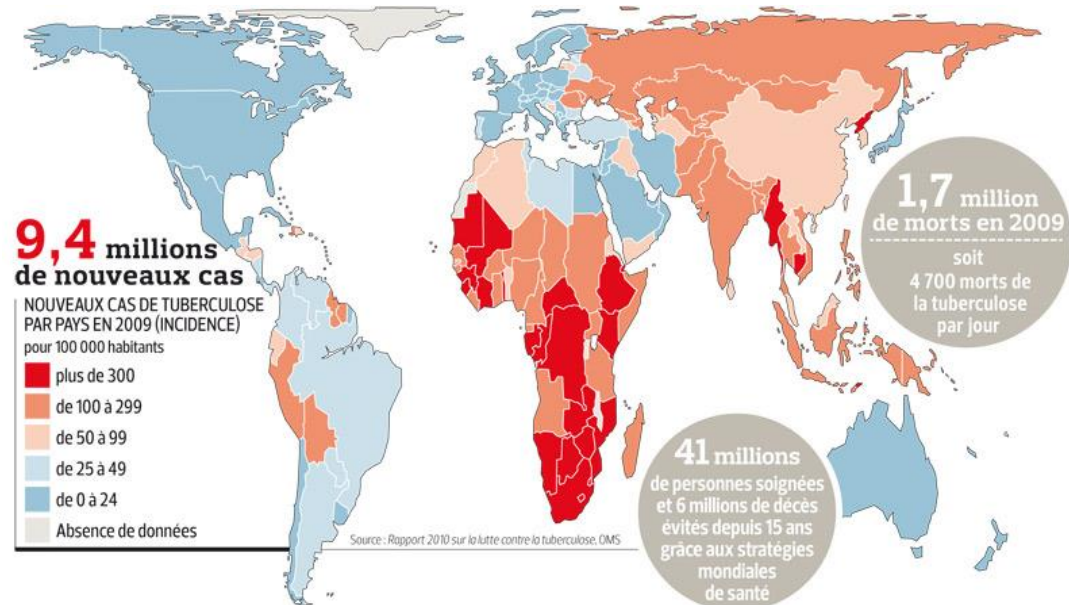 9,4 millions
de nouveaux cas
NOUVEAUX CAS DE TUBERCULOSE
PAR PAYS EN 2009 (INCIDENCE)
pour 100 000 habitants
plus de 300
de 100 à 299
de 50 à 99
de 25 à 49
de 0 à 24
Absence de données
Source : Rapport 2010 sur la lutte contre la tuberculose, OMS
1,7 million
de morts en 2009
soit
4 700 morts de
la tuberculose
par jour
41 millions
de personnes soignées
et 6 millions de décès
évités depuis 15 ans
grâce aux stratégies
mondiales
de santé